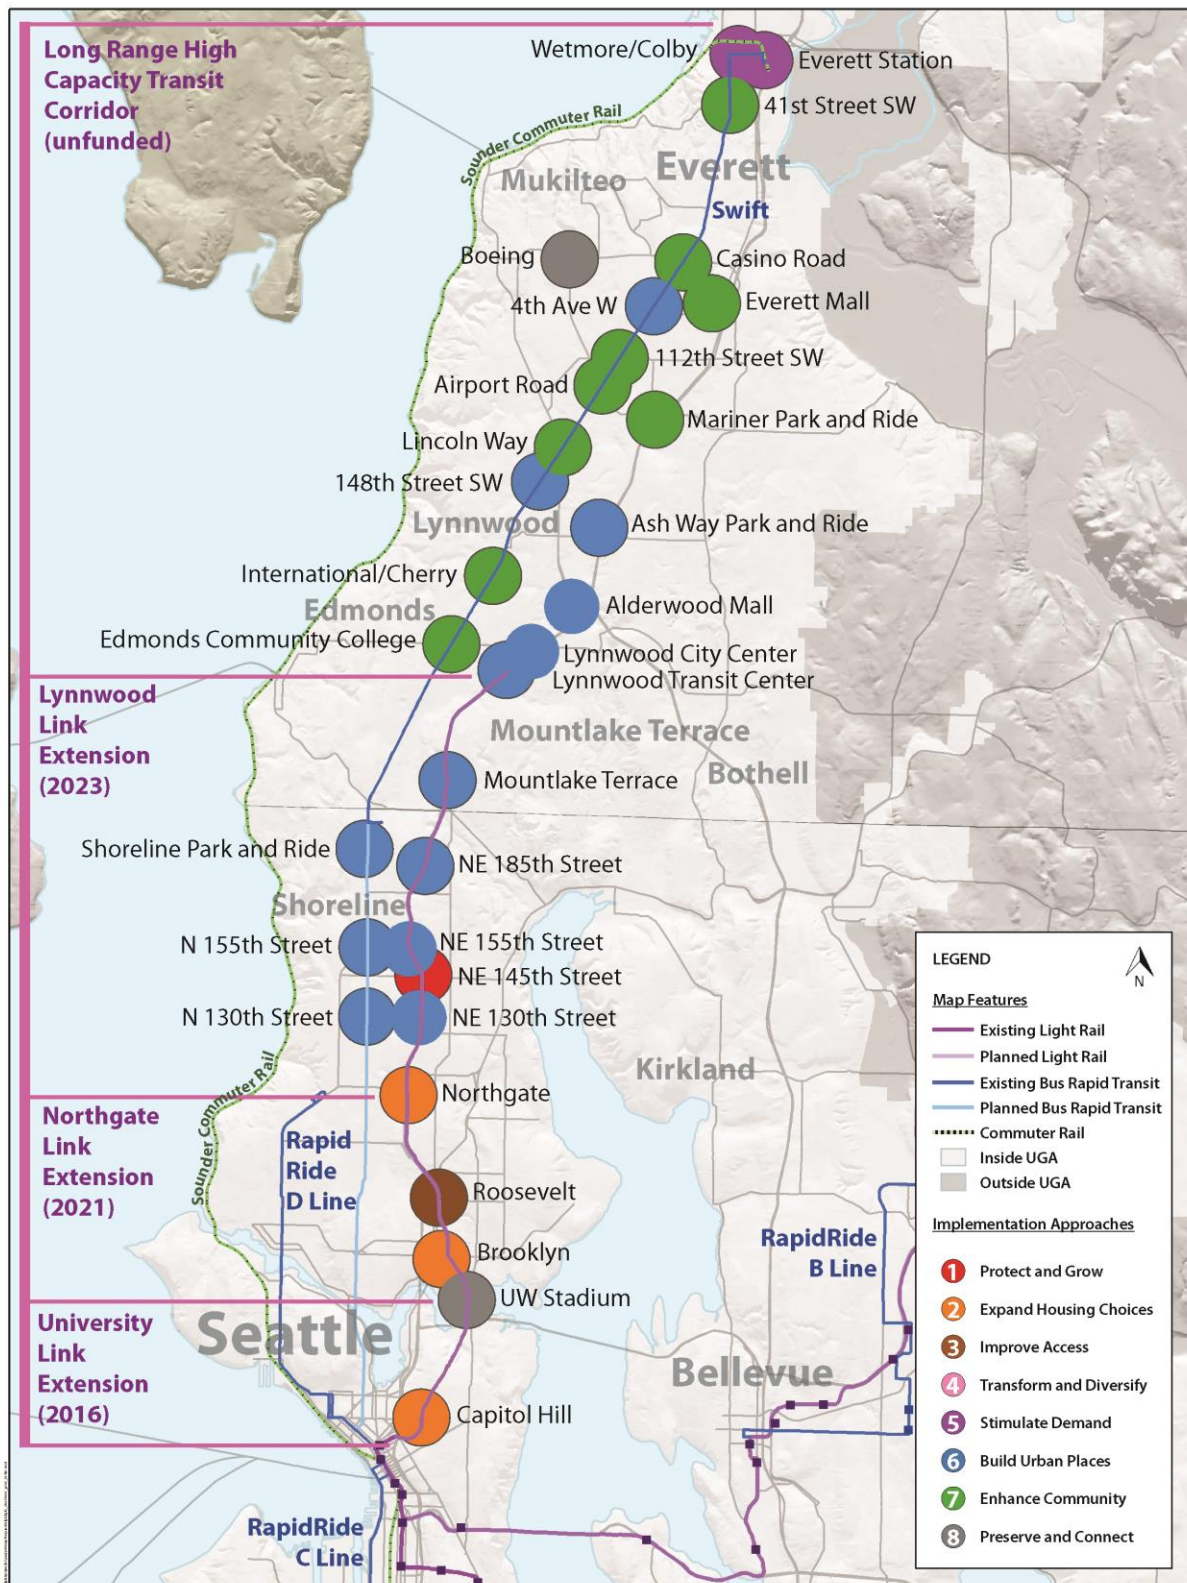 Long Range High
Capacity Transit
Corridor
(unfunded)
Wetmore/Colby
Everett Station
41st Street SW
Sounder Commuter Rail
Mukilteo
Everett
Swift
Boeing
Casino Road
4th Ave W
Everett Mall
112th Street SW
Airport Road
Mariner Park and Ride
Lincoln Way
148th Street SW
Lynnwood
Ash Way Park and Ride
International/Cherry
Edmonds
Alderwood Mall
Edmonds Community College
Lynnwood City Center
Lynnwood Transit Center
Lynnwood
Link
Extension
(2023)
Mountlake Terrace
Bothell
Mountlake Terrace
Shoreline Park and Ride
NE 185th Street
Shoreline
N 155th Street
NE 155th Street
NE 145th Street
N 130th Street
NE 130th Street
Kirkland
Sounder Commuter Rail
Northgate
Northgate
Link
Extension
(2021)
Rapid
Ride
D Line
Roosevelt
Brooklyn
RapidRide
B Line
UW Stadium
University
Link
Extension
(2016)
Seattle
Bellevue
Capitol Hill
RapidRide
C Line
LEGEND
N
Map Features
Existing Light Rail
Planned Light Rail
Existing Bus Rapid Transit
Planned Bus Rapid Transit
Commuter Rail
Inside UGA
Outside UGA
Implementation Approaches
1 Protect and Grow
2 Expand Housing Choices
3 Improve Access
4 Transform and Diversify
5 Stimulate Demand
6 Build Urban Places
7 Enhance Community
8 Preserve and Connect